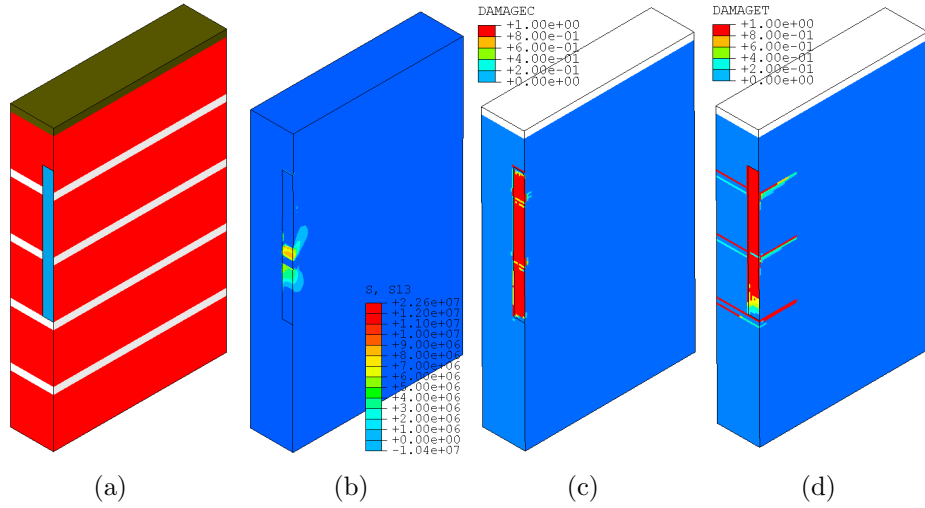 DAMAGEC
+1.00e+00
+8.00e-01
+6.00e-01
+4.00e-01
+2.00e-01
+0.00e+00
DAMAGET
+1.00e+00
+8.00e-01
+6.00e-01
+4.00e-01
+2.00e-01
+0.00e+00
S, S13
+2.26e+07
+1.20e+07
+1.10e+07
+1.00e+07
+9.00e+06
+8.00e+06
+7.00e+06
+6.00e+06
+5.00e+06
+4.00e+06
+3.00e+06
+2.00e+06
+1.00e+06
+0.00e+00
-1.04e+07
(a)
(b)
(c)
(d)